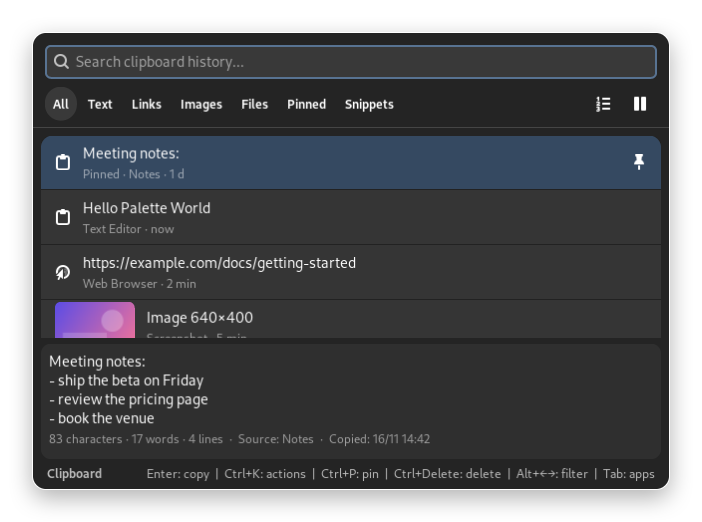 Search clipboard history...
All Text Links Images Files Pinned Snippets
Meeting notes:
Pinned · Notes · 1 d
Hello Palette World
Text Editor · now
https://example.com/docs/getting-started
Web Browser · 2 min
Image 640×400
Screenshot · 5 min
Meeting notes:
- ship the beta on Friday
- review the pricing page
- book the venue
83 characters · 17 words · 4 lines · Source: Notes · Copied: 16/11 14:42
Clipboard Enter: copy | Ctrl+K: actions | Ctrl+P: pin | Ctrl+Delete: delete | Alt+←→: filter | Tab: apps